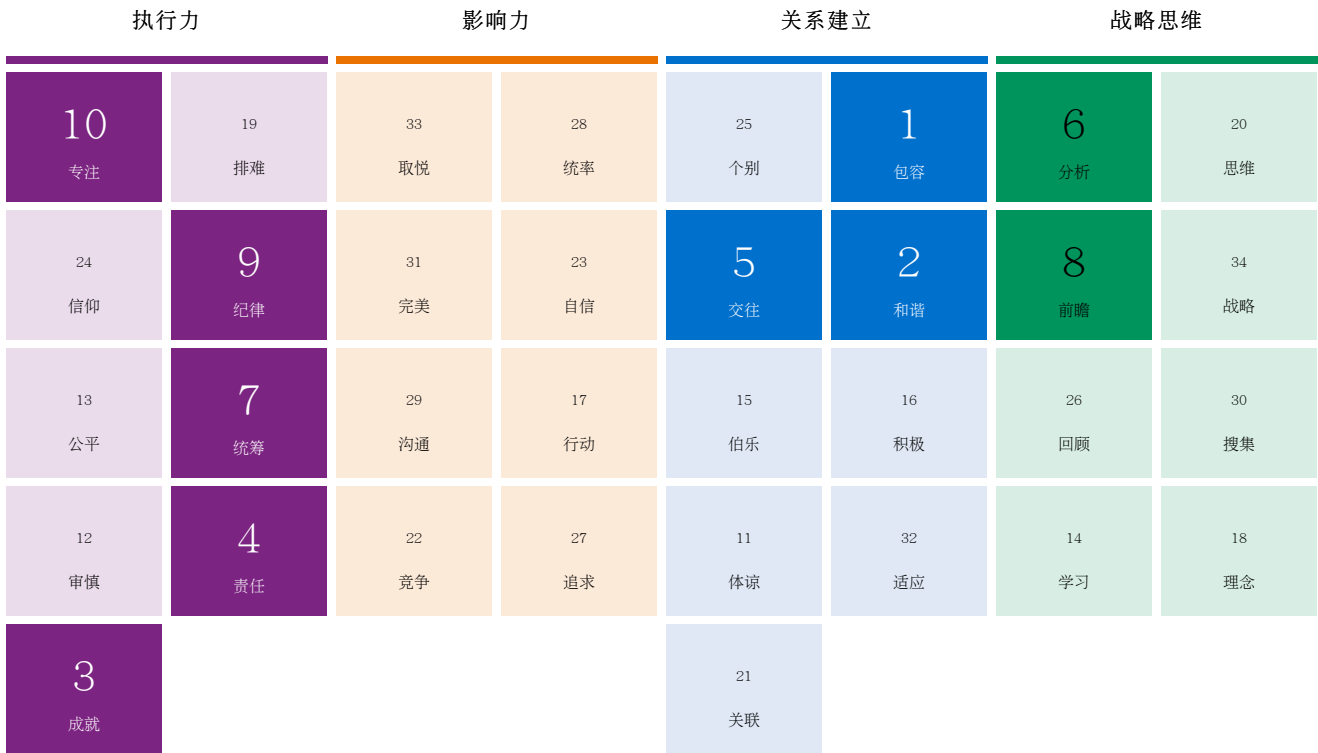 执行力 影响力 关系建立 战略思维
10 19 33 28 25 1 6 20
专注 排难 取悦 统率 个别 包容 分析 思维
24 9 31 23 5 2 8 34
信仰 纪律 完美 自信 交往 和谐 前瞻 战略
13 7 29 17 15 16 26 30
公平 统筹 沟通 行动 伯乐 积极 回顾 搜集
12 4 22 27 11 32 14 18
审慎 责任 竞争 追求 体谅 适应 学习 理念
3 21
成就 关联